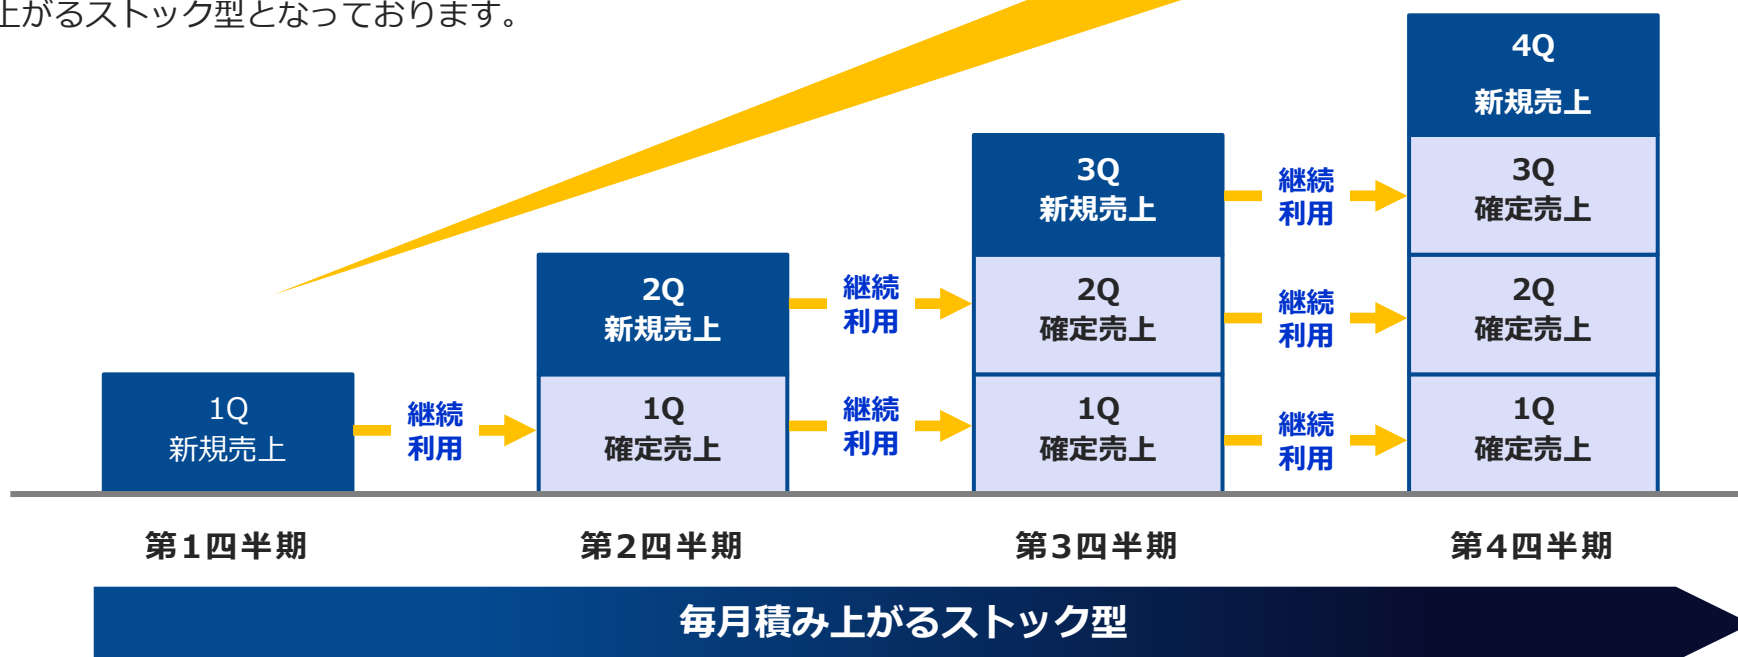 上がるストック型となっております。
4Q
新規売上
3Q
新規売上
継続
利用
3Q
確定売上
2Q
新規売上
継続
利用
2Q
確定売上
継続
利用
2Q
確定売上
1Q
新規売上
継続
利用
1Q
確定売上
継続
利用
1Q
確定売上
継続
利用
1Q
確定売上
第1四半期
第2四半期
第3四半期
第4四半期
毎月積み上がるストック型